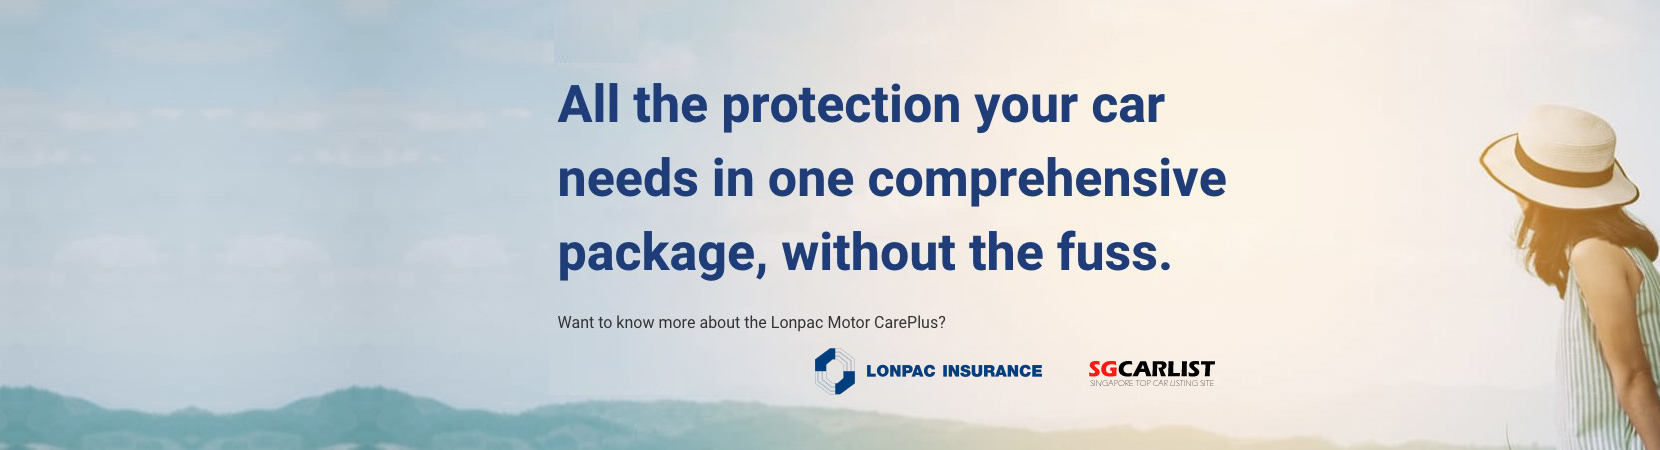 All the protection your car
needs in one comprehensive
package, without the fuss.
Want to know more about the Lonpac Motor CarePlus?
LONPAC INSURANCE
SGCARLIST
SINGAPORE TOP CAR LISTING SITE